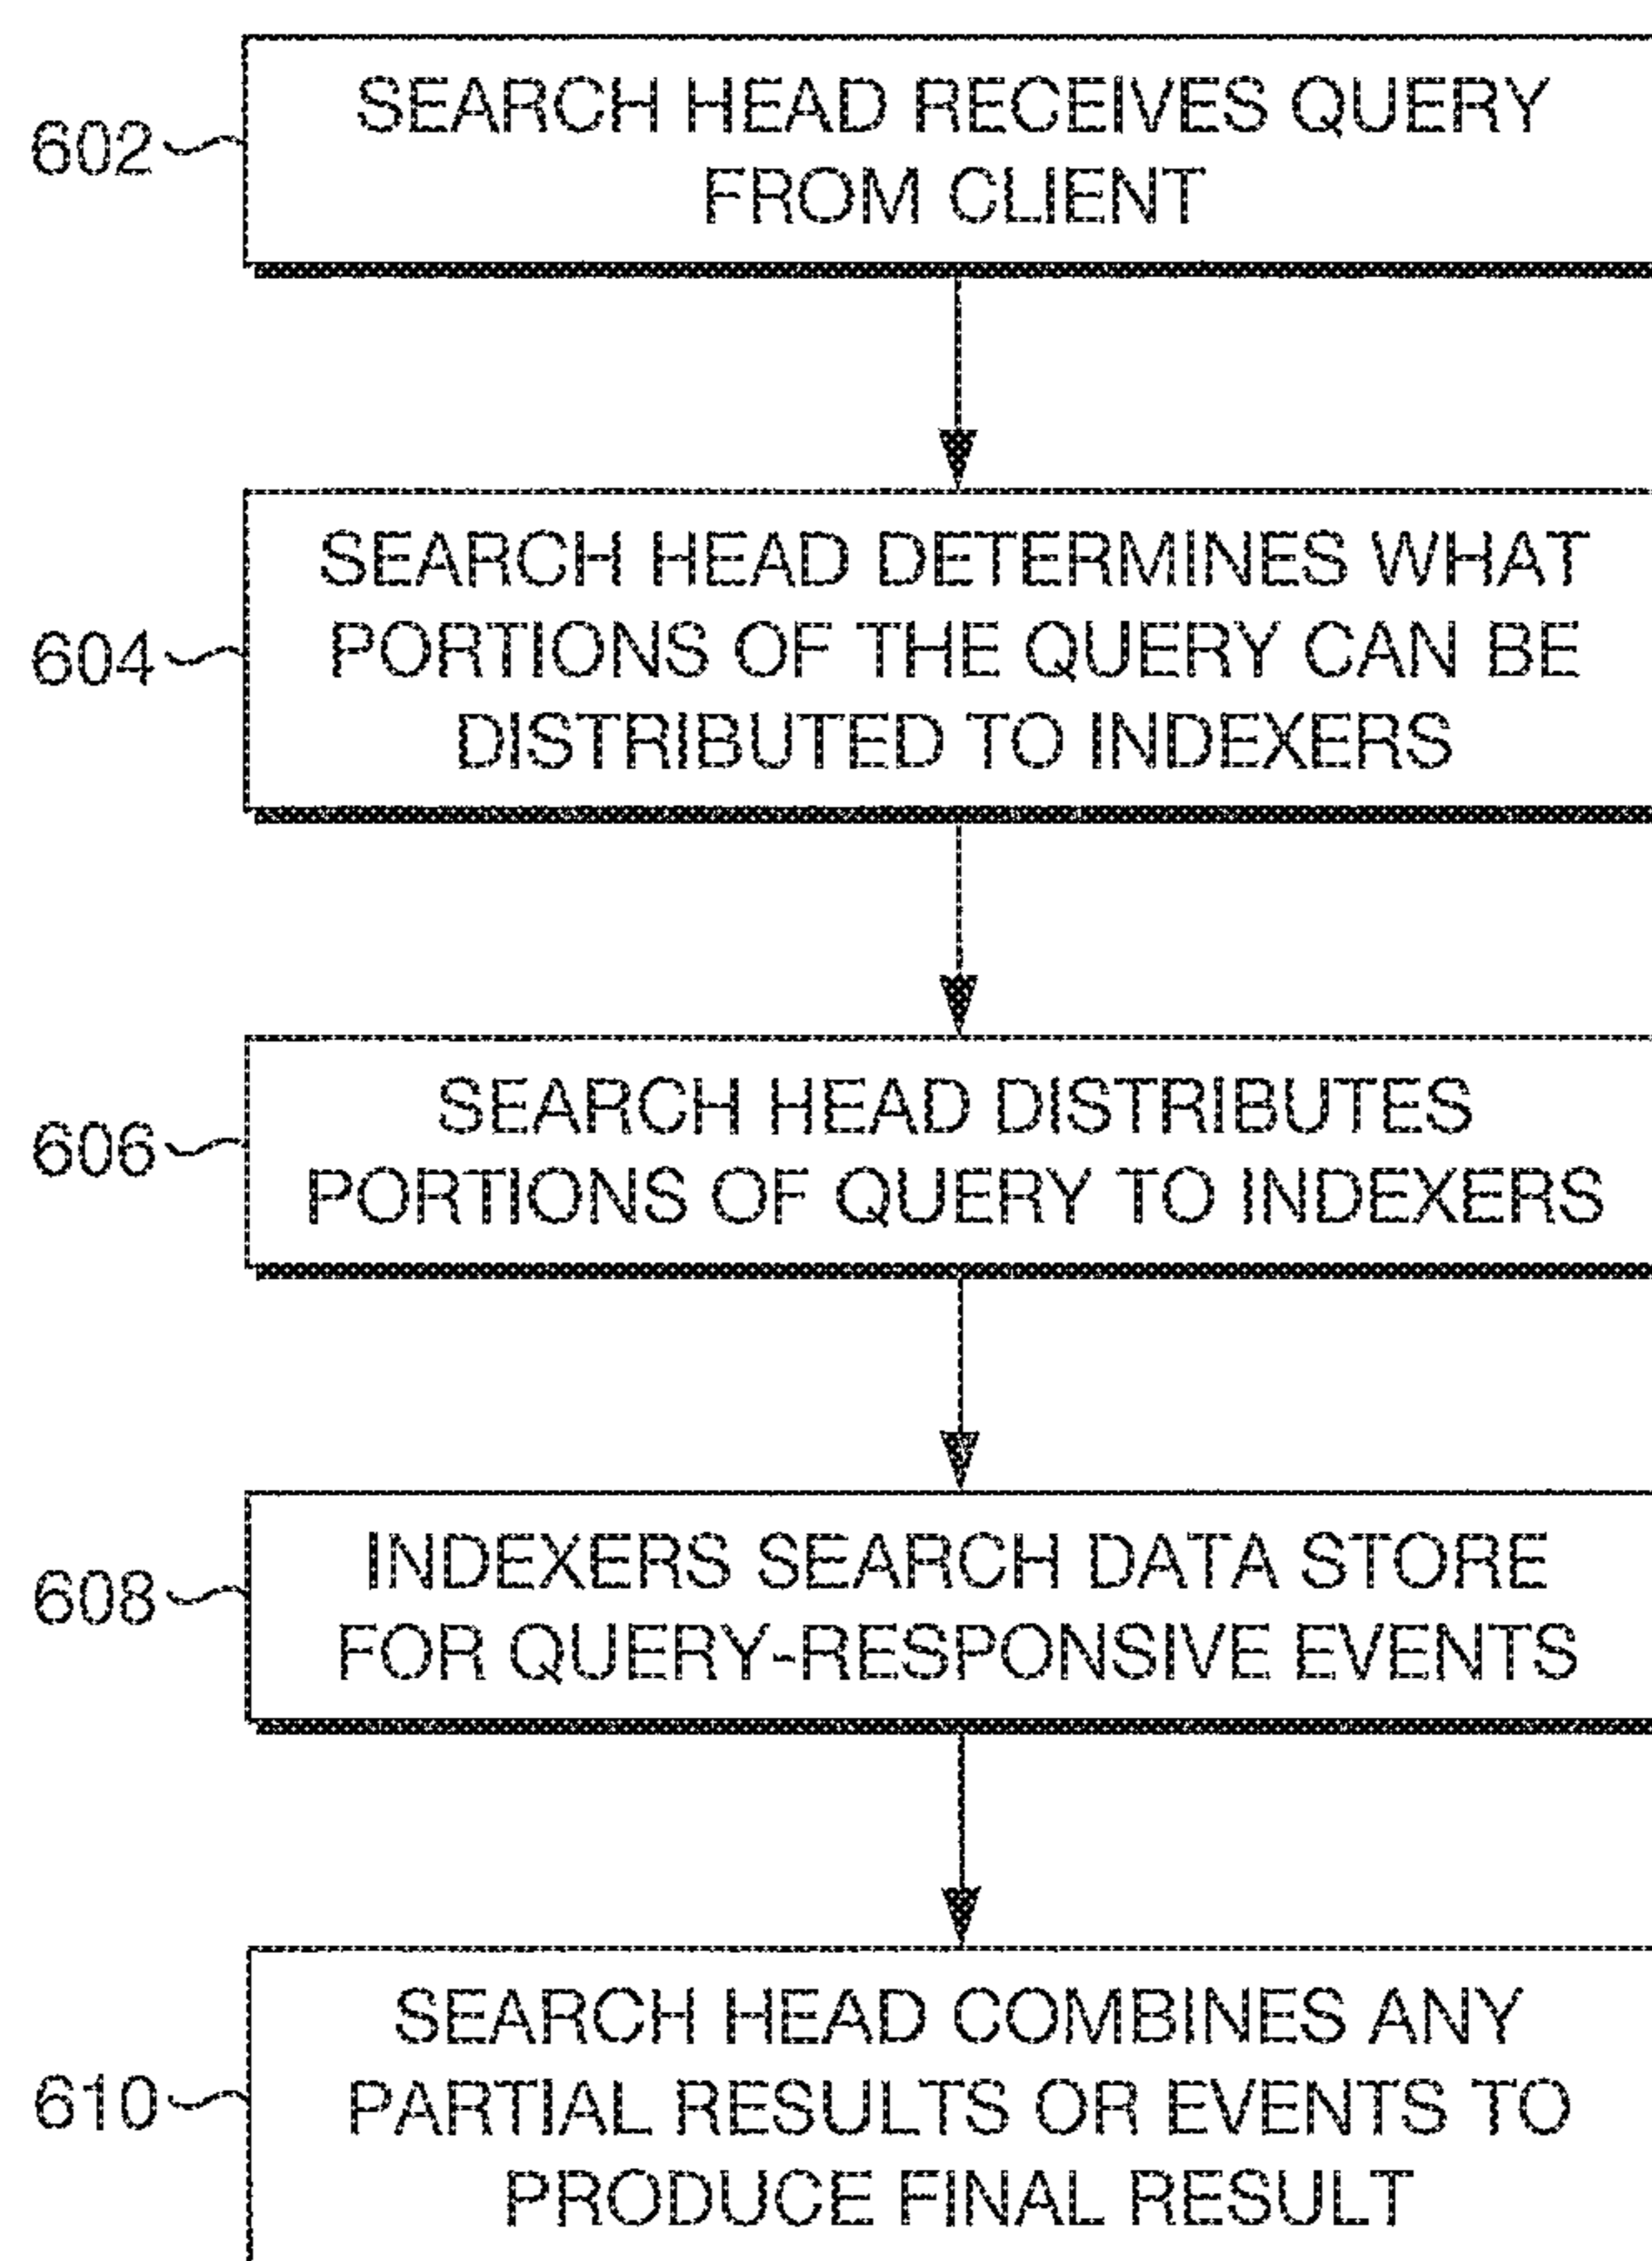 602
SEARCH HEAD RECEIVES QUERY
FROM CLIENT
604
SEARCH HEAD DETERMINES WHAT
PORTIONS OF THE QUERY CAN BE
DISTRIBUTED TO INDEXERS
606
SEARCH HEAD DISTRIBUTES
PORTIONS OF QUERY TO INDEXERS
608
INDEXERS SEARCH DATA STORE
FOR QUERY-RESPONSIVE EVENTS
610
SEARCH HEAD COMBINES ANY
PARTIAL RESULTS OR EVENTS TO
PRODUCE FINAL RESULT